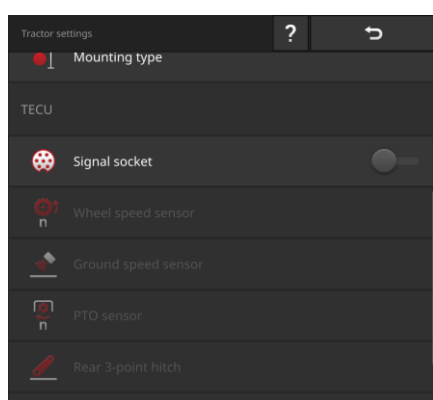 Tractor settings
?
Mounting type
TECU
Signal socket
Wheel speed sensor
n
Ground speed sensor
PTO sensor
n
Rear 3-point hitch